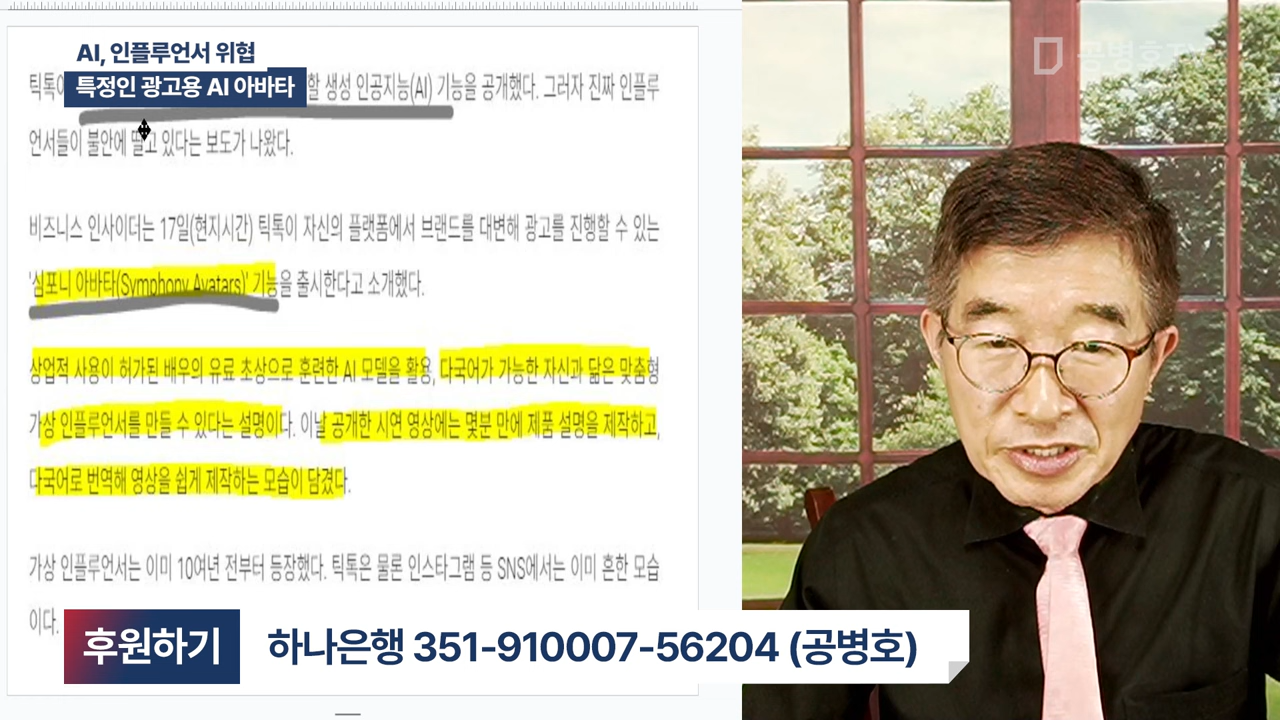 AI, 인플루언서 위협
특정인 광고용 AI 아바타
할 생성 인공지능(AI) 기능을 공개했다. 그러자 진짜 인플루
언서들이 불안에 떨고 있다는 보도가 나왔다.
비즈니스 인사이더는 17일(현지시간) 틱톡이 자신의 플랫폼에서 브랜드를 대변해 광고를 진행할 수 있는
'심포니 아바타(Symphony Avatars)' 기능을 출시한다고 소개했다.
상업적 사용이 허가된 배우의 유료 초상으로 훈련한 AI 모델을 활용, 다국어가 가능한 자신과 닮은 맞춤형
가상 인플루언서를 만들 수 있다는 설명이다. 이날 공개한 시연 영상에는 몇분 만에 제품 설명을 제작하고,
다국어로 번역해 영상을 쉽게 제작하는 모습이 담겼다.
가상 인플루언서는 이미 10여년 전부터 등장했다. 틱톡은 물론 인스타그램 등 SNS에서는 이미 흔한 모습
이다.
후원하기
하나은행 351-910007-56204 (공병호)
공병호TV